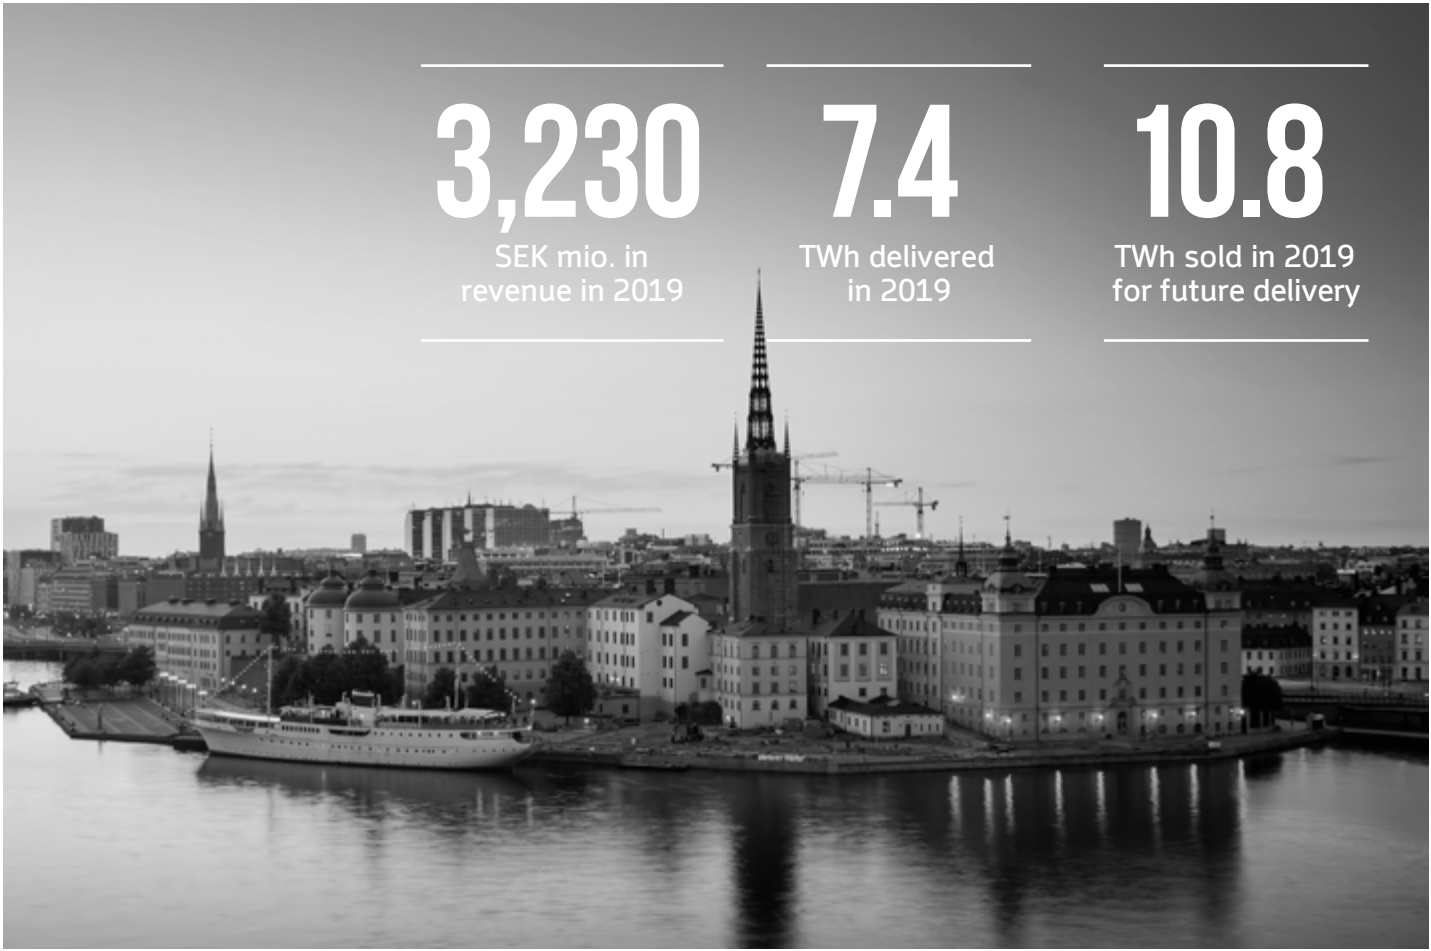 3,230
SEK mio. in
revenue in 2019
7.4
TWh delivered
in 2019
10.8
TWh sold in 2019
for future delivery